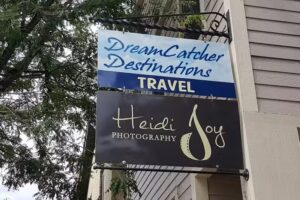 DreamCatcher
Destinations
TRAVEL
Heidi Joy
PHOTOGRAPHY